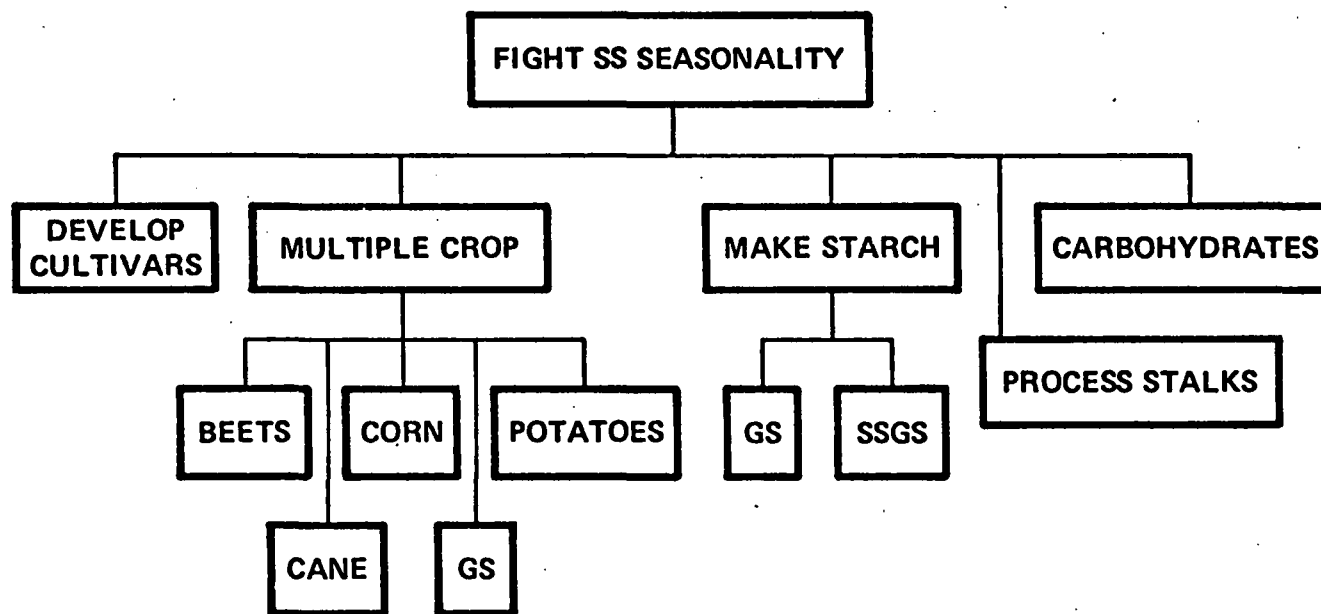 FIGHT SS SEASONALITY
DEVELOP
CULTIVARS
MULTIPLE CROP
MAKE STARCH
CARBOHYDRATES
PROCESS STALKS
BEETS
CORN
POTATOES
GS
SSGS
CANE
GS